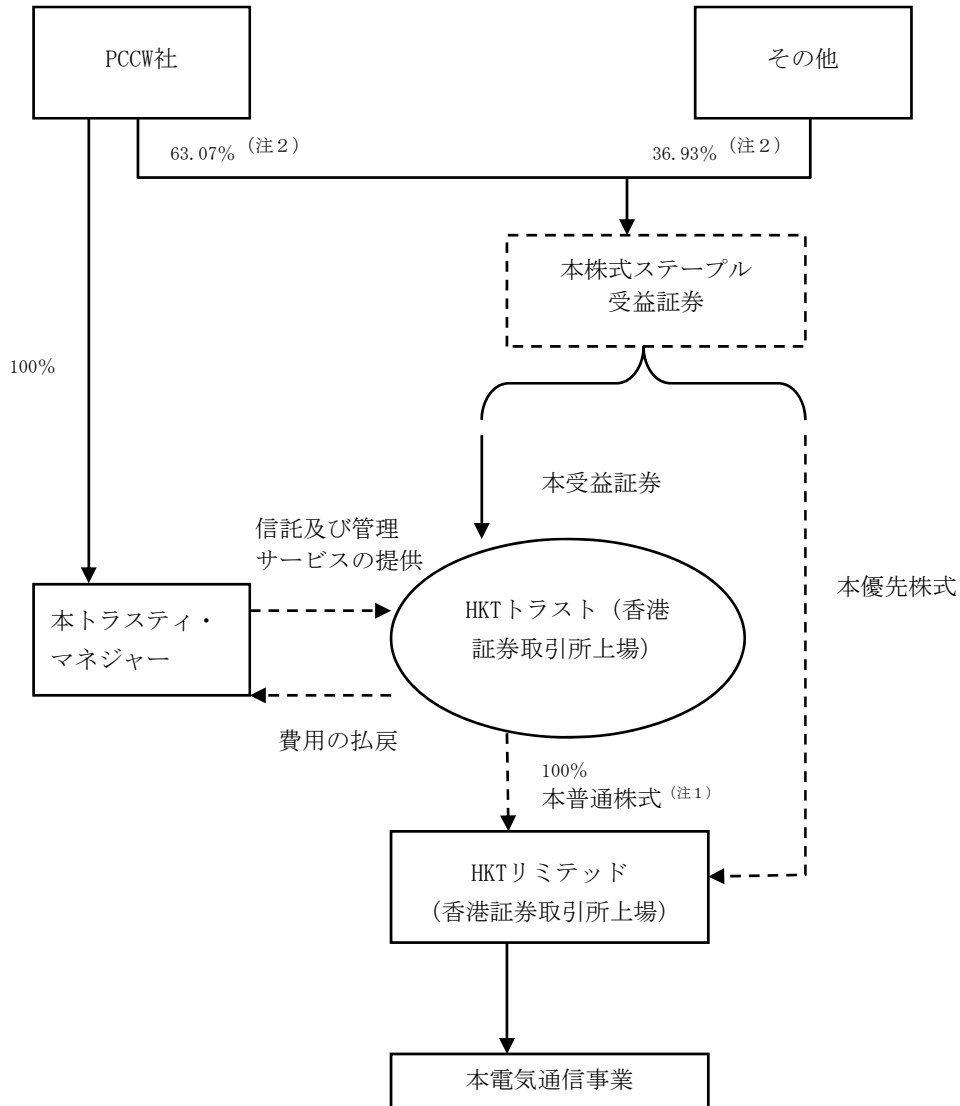 PCCW社
その他
63.07%（注２）
36.93%（注２）
本株式ステープル
受益証券
100%
本受益証券
信託及び管理
サービスの提供
本優先株式
本トラスティ・
マネジャー
HKTトラスト（香港
証券取引所上場）
費用の払戻
100%
本普通株式（注１）
HKTリミテッド
（香港証券取引所上場）
本電気通信事業